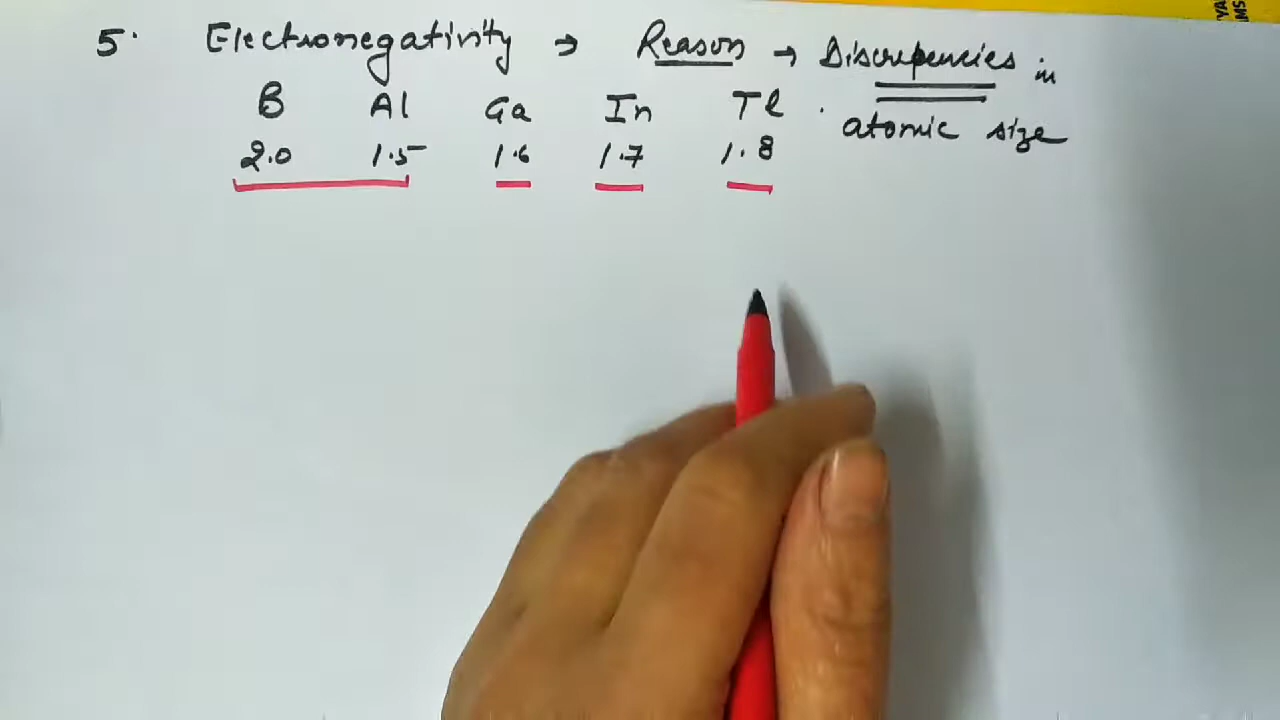 5. Electronegativity → Reason → Discrepencies in
atomic size
B Al Ga In Tl.
2.0 1.5 1.6 1.7 1.8